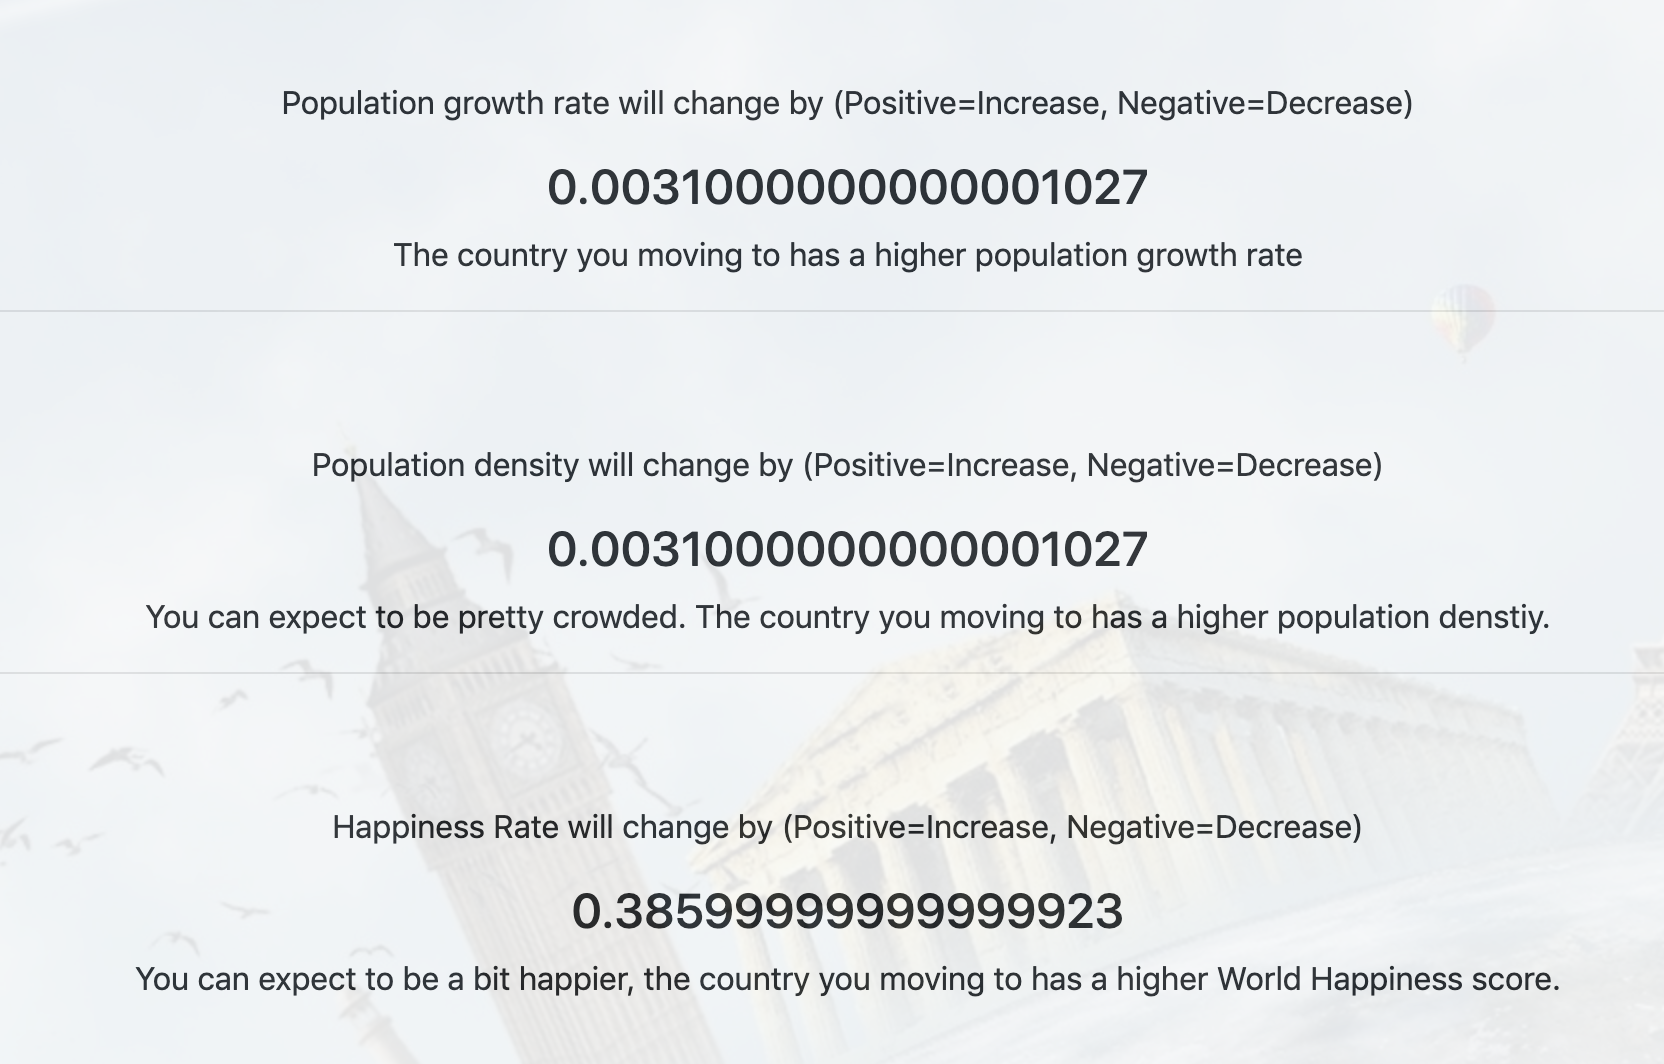 Population growth rate will change by (Positive=Increase, Negative=Decrease)
0.0031000000000000001027
The country you moving to has a higher population growth rate
Population density will change by (Positive=Increase, Negative=Decrease)
0.0031000000000000001027
You can expect to be pretty crowded. The country you moving to has a higher population denstiy.
Happiness Rate will change by (Positive=Increase, Negative=Decrease)
0.38599999999999999923
You can expect to be a bit happier, the country you moving to has a higher World Happiness score.